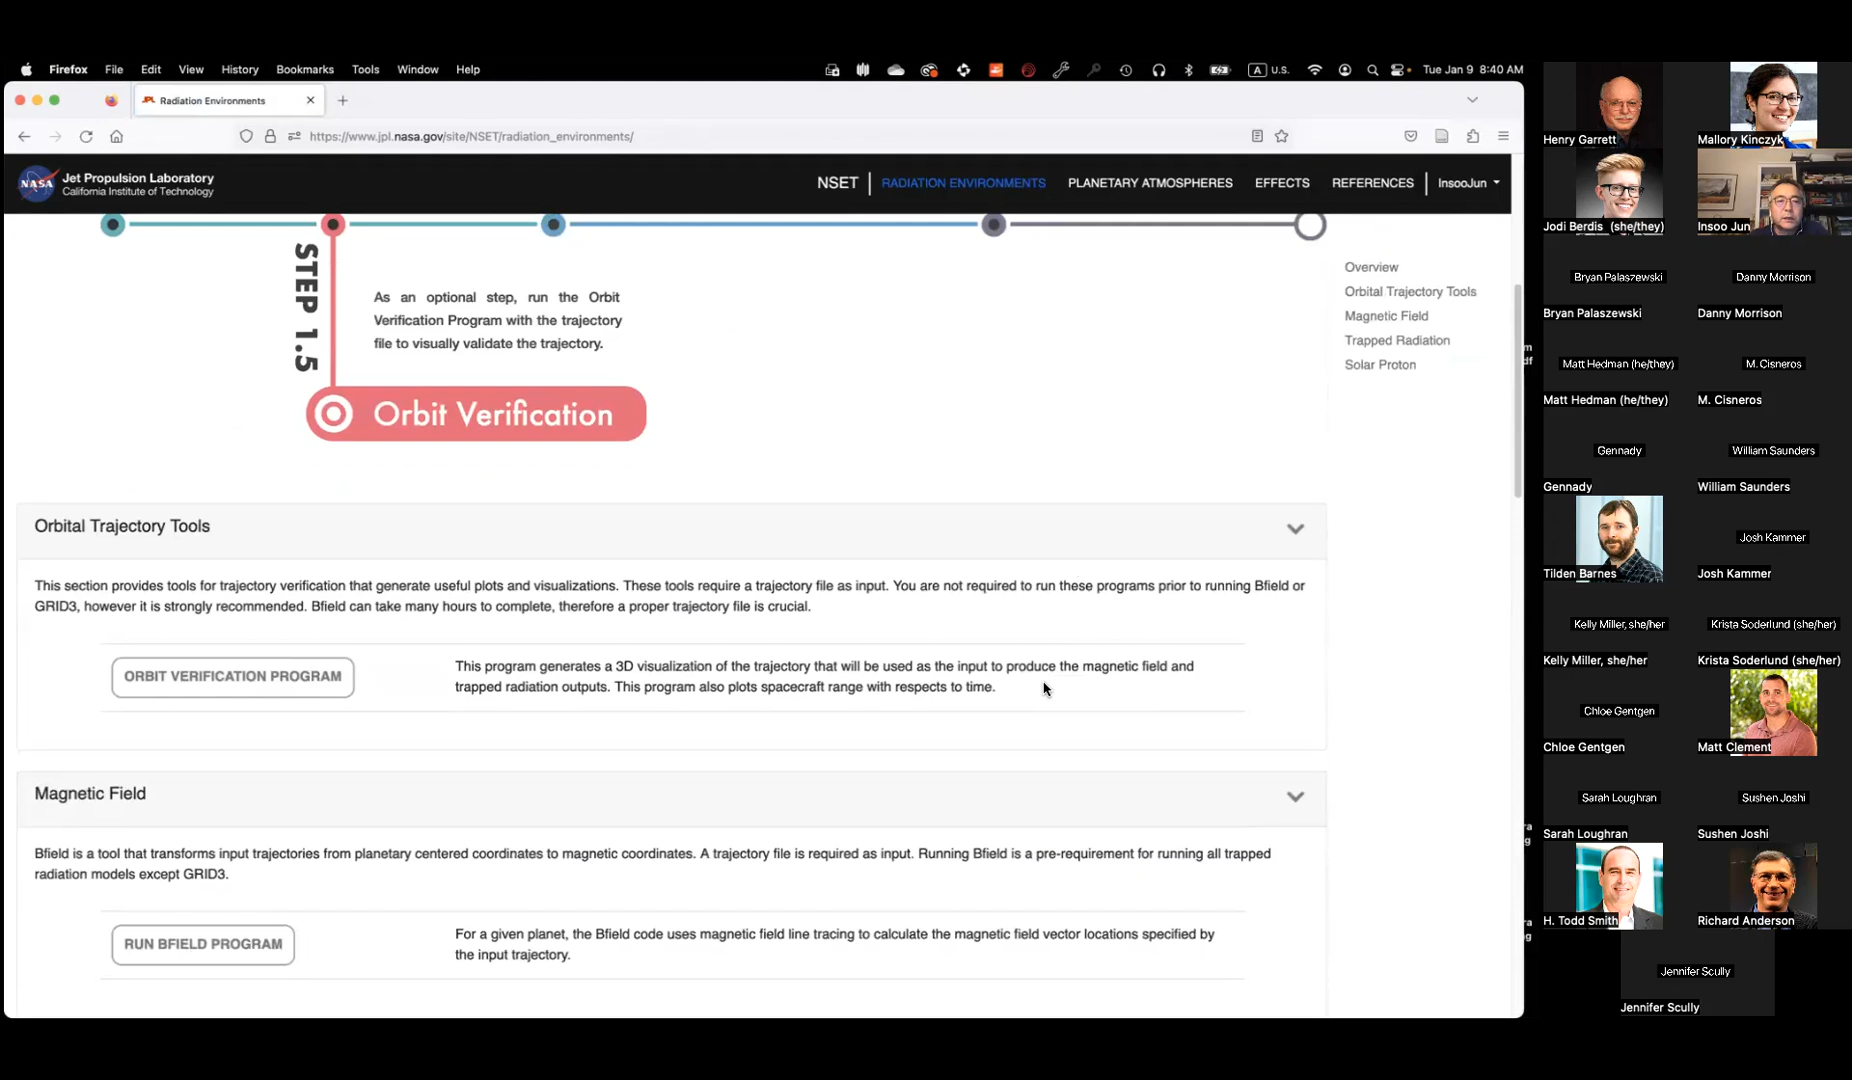 Firefox File Edit View History Bookmarks Tools Window Help
A U.S. Tue Jan 9 8:40 AM
JPL Radiation Environments
https://www.jpl.nasa.gov/site/NSET/radiation_environments/
NASA
Jet Propulsion Laboratory
California Institute of Technology
NSET RADIATION ENVIRONMENTS PLANETARY ATMOSPHERES EFFECTS REFERENCES InsooJun
STEP 1.5
As an optional step, run the Orbit
Verification Program with the trajectory
file to visually validate the trajectory.
Orbit Verification
Overview
Orbital Trajectory Tools
Magnetic Field
Trapped Radiation
Solar Proton
Orbital Trajectory Tools
This section provides tools for trajectory verification that generate useful plots and visualizations. These tools require a trajectory file as input. You are not required to run these programs prior to running Bfield or
GRID3, however it is strongly recommended. Bfield can take many hours to complete, therefore a proper trajectory file is crucial.
ORBIT VERIFICATION PROGRAM
This program generates a 3D visualization of the trajectory that will be used as the input to produce the magnetic field and
trapped radiation outputs. This program also plots spacecraft range with respects to time.
Magnetic Field
Bfield is a tool that transforms input trajectories from planetary centered coordinates to magnetic coordinates. A trajectory file is required as input. Running Bfield is a pre-requirement for running all trapped
radiation models except GRID3.
RUN BFIELD PROGRAM
For a given planet, the Bfield code uses magnetic field line tracing to calculate the magnetic field vector locations specified by
the input trajectory.
m
df
ra
g
ra
g
Henry Garrett
Mallory Kinczyk
Jodi Berdis (she/they)
Insoo Jun
Bryan Palaszewski
Bryan Palaszewski
Danny Morrison
Danny Morrison
Matt Hedman (he/they)
Matt Hedman (he/they)
M. Cisneros
M. Cisneros
Gennady
Gennady
William Saunders
William Saunders
Tilden Barnes
Josh Kammer
Josh Kammer
Kelly Miller, she/her
Kelly Miller, she/her
Krista Soderlund (she/her)
Krista Soderlund (she/her)
Chloe Gentgen
Chloe Gentgen
Matt Clement
Sarah Loughran
Sarah Loughran
Sushen Joshi
Sushen Joshi
H. Todd Smith
Richard Anderson
Jennifer Scully
Jennifer Scully